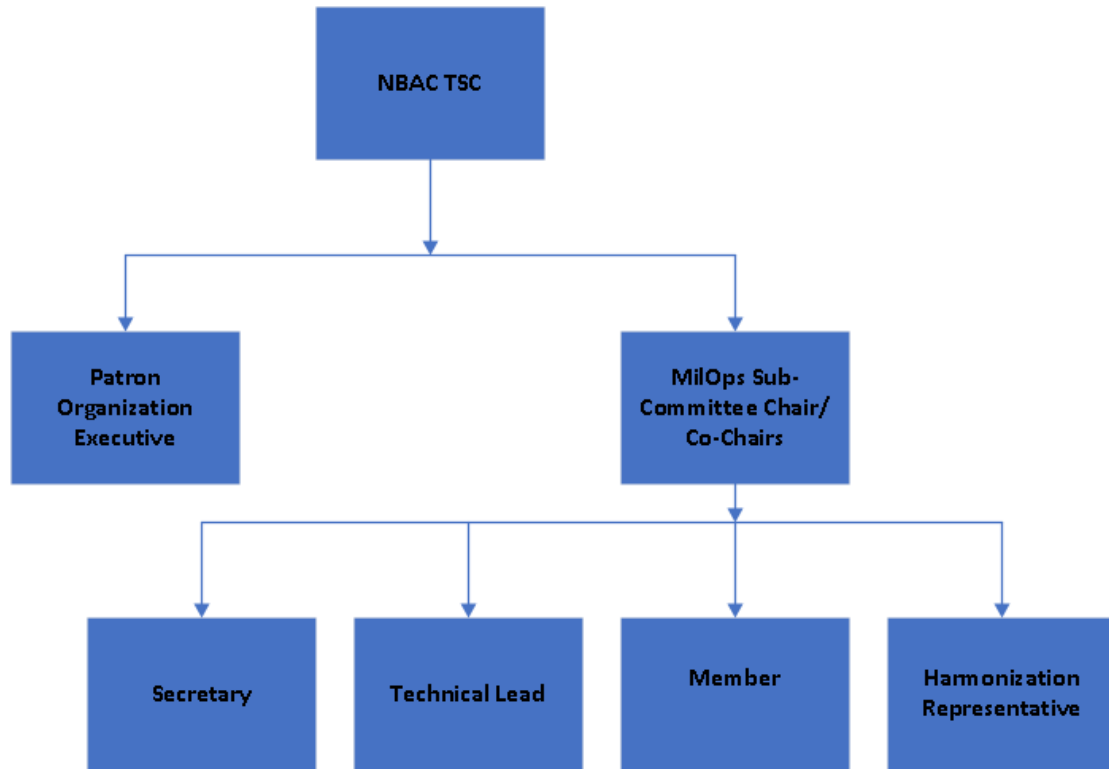 NBAC TSC
Patron
Organization
Executive
MilOps Sub-
Committee Chair/
Co-Chairs
Secretary
Technical Lead
Member
Harmonization
Representative